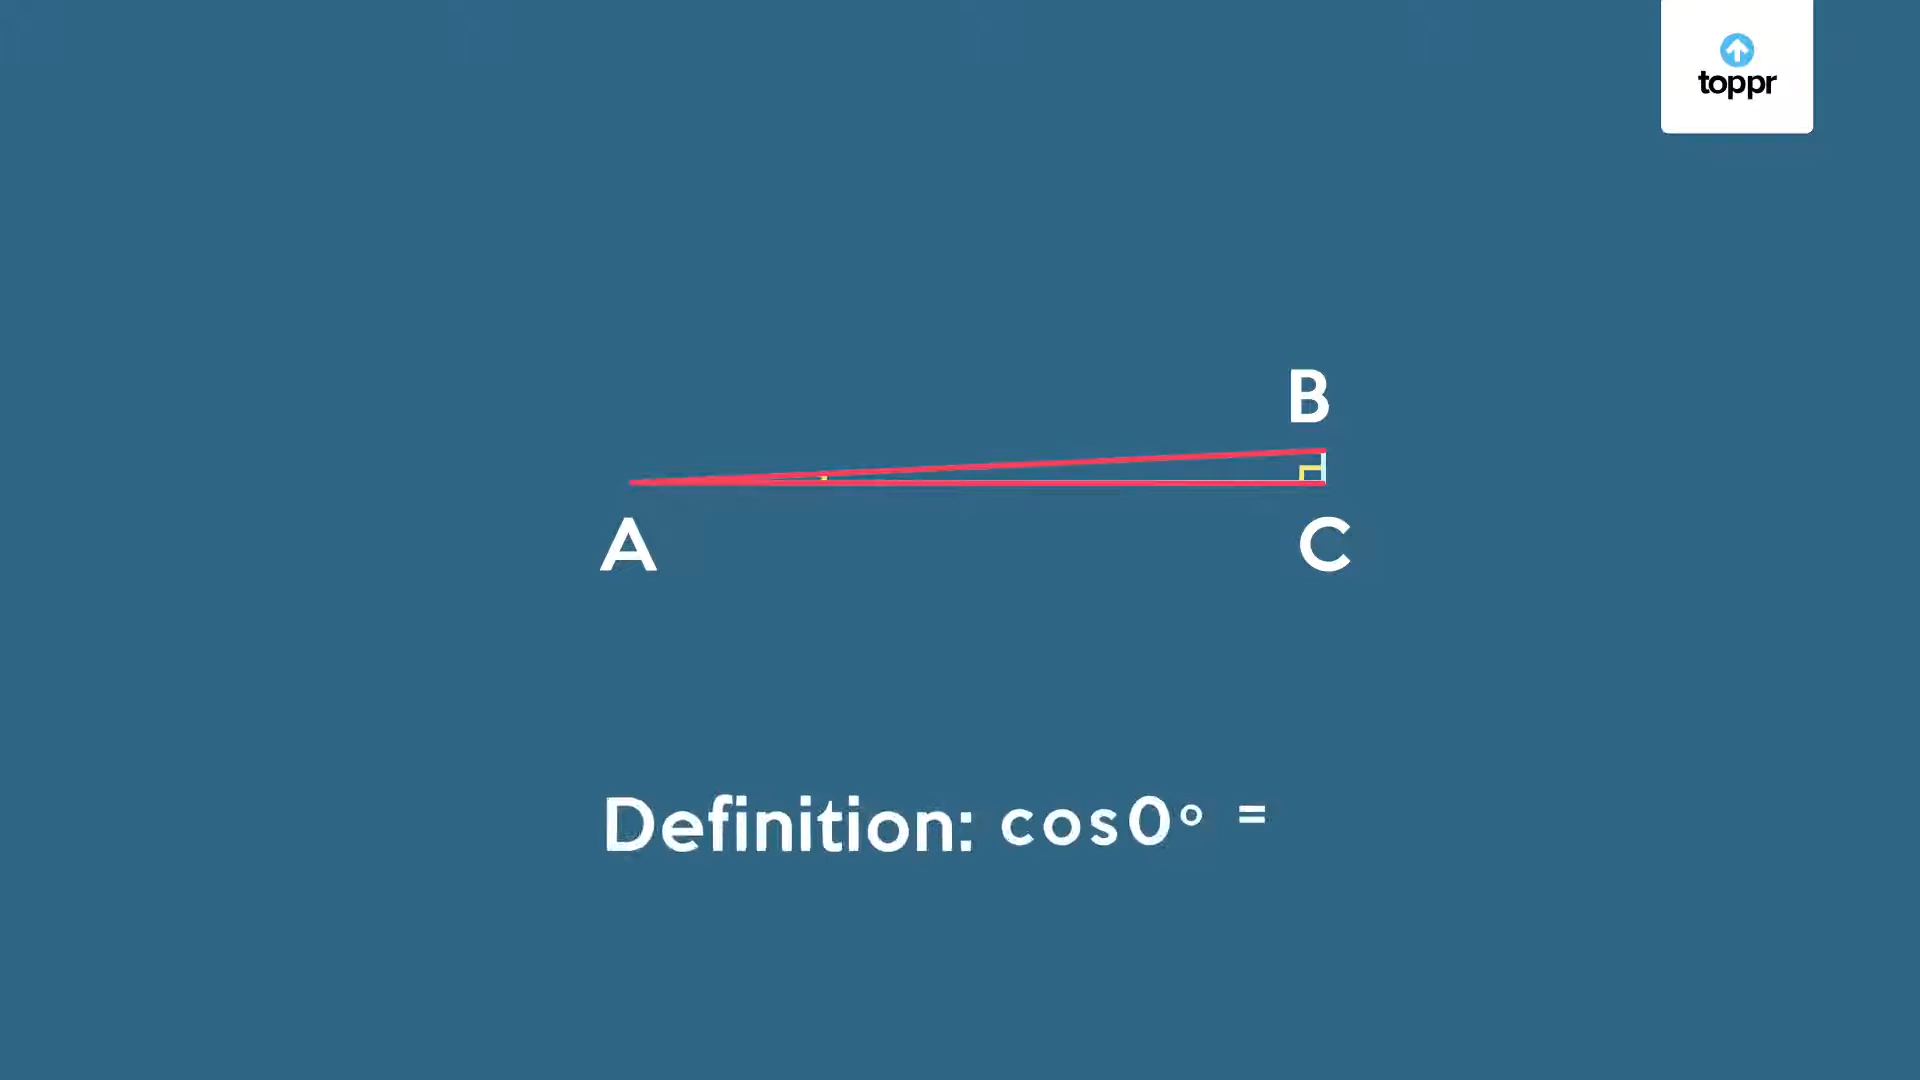 toppr
B
A
C
Definition: cos0° =